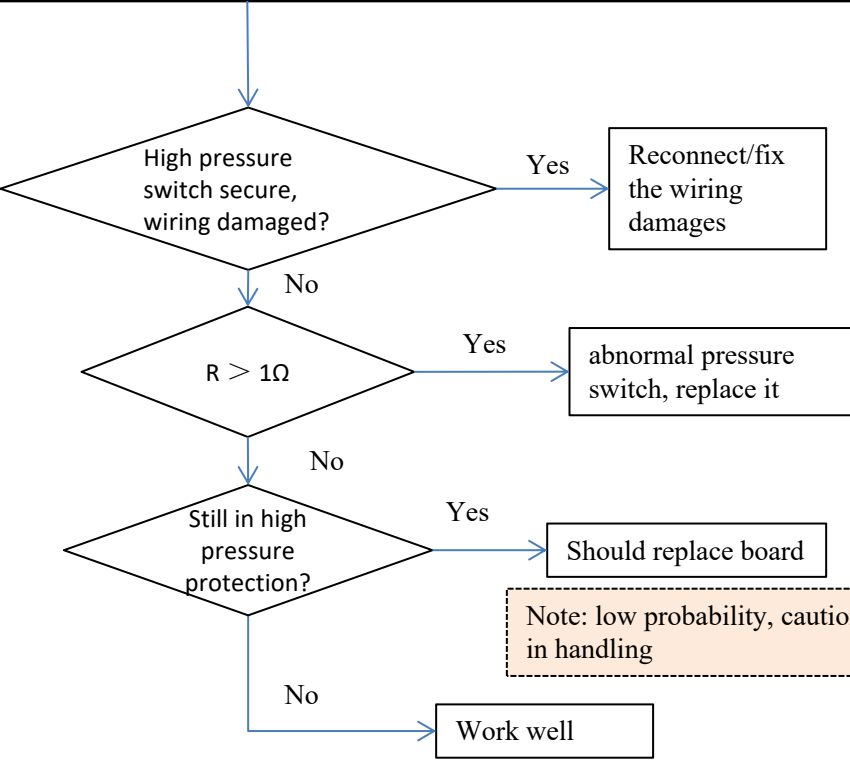 High pressure
switch secure,
wiring damaged?
Yes
Reconnect/fix
the wiring
damages
No
R ＞ 1Ω
Yes
abnormal pressure
switch, replace it
No
Still in high
pressure
protection?
Yes
Should replace board
Note: low probability, cautio
in handling
No
Work well